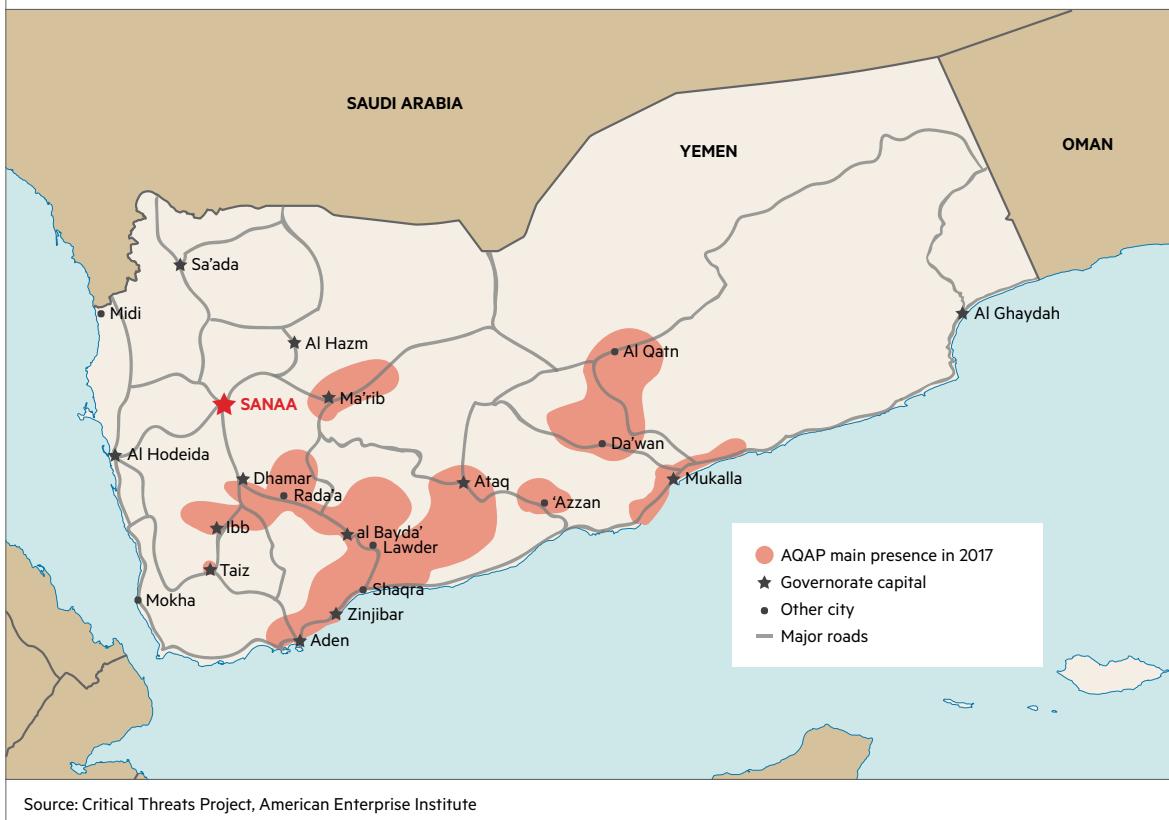 SAUDI ARABIA
YEMEN
OMAN
Sa’ada
Midi
Al Ghaydah
Al Hazm
Al Qatn
Ma’rib
SANAA
Da’wan
Al Hodeida
Dhamar
Ataq
Mukalla
Rada’a
‘Azzan
Ibb
al Bayda’
Lawder
Taiz
Shaqra
Mokha
Zinjibar
Aden
AQAP main presence in 2017
Governorate capital
Other city
Major roads
Source: Critical Threats Project, American Enterprise Institute